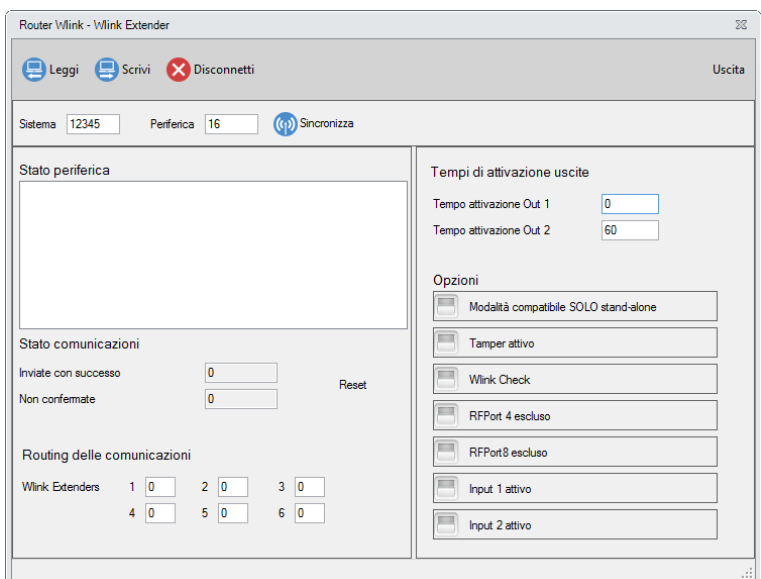 Router Wlink - Wlink Extender
Leggi Scrivi Disconnetti Uscita
Sistema 12345 Periferica 16 Sincronizza
Stato periferica
Stato comunicazioni
Inviate con successo 0
Non confermate 0
Reset
Routing delle comunicazioni
Wlink Extenders 1 0 2 0 3 0
4 0 5 0 6 0
Tempi di attivazione uscite
Tempo attivazione Out 1 0
Tempo attivazione Out 2 60
Opzioni
Modalità compatibile SOLO stand-alone
Tamper attivo
Wlink Check
RFPort 4 escluso
RFPort8 escluso
Input 1 attivo
Input 2 attivo